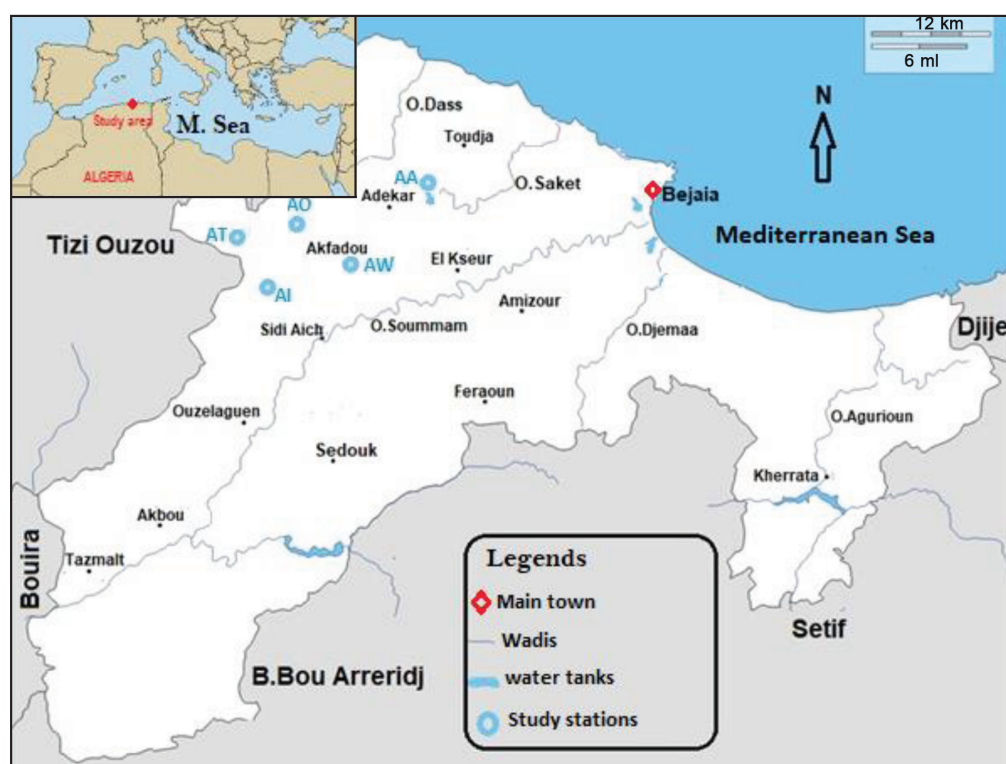 12 km
6 ml
M. Sea
Study area
ALGERIA
N
O.Dass
Toudja
AA
Adekar
O.Saket
Bejaia
AO
AT
Akfadou
AW
El Kseur
Mediterranean Sea
Tizi Ouzou
AI
Amizour
Sidi Aich
O.Soummam
O.Djemaa
Djije
Feraoun
Ouzelaguen
O.Agurioun
Sedouk
Kherrata
Akbou
Tazmalt
Bouira
Legends
Main town
Wadis
water tanks
Study stations
Setif
B.Bou Arreridj